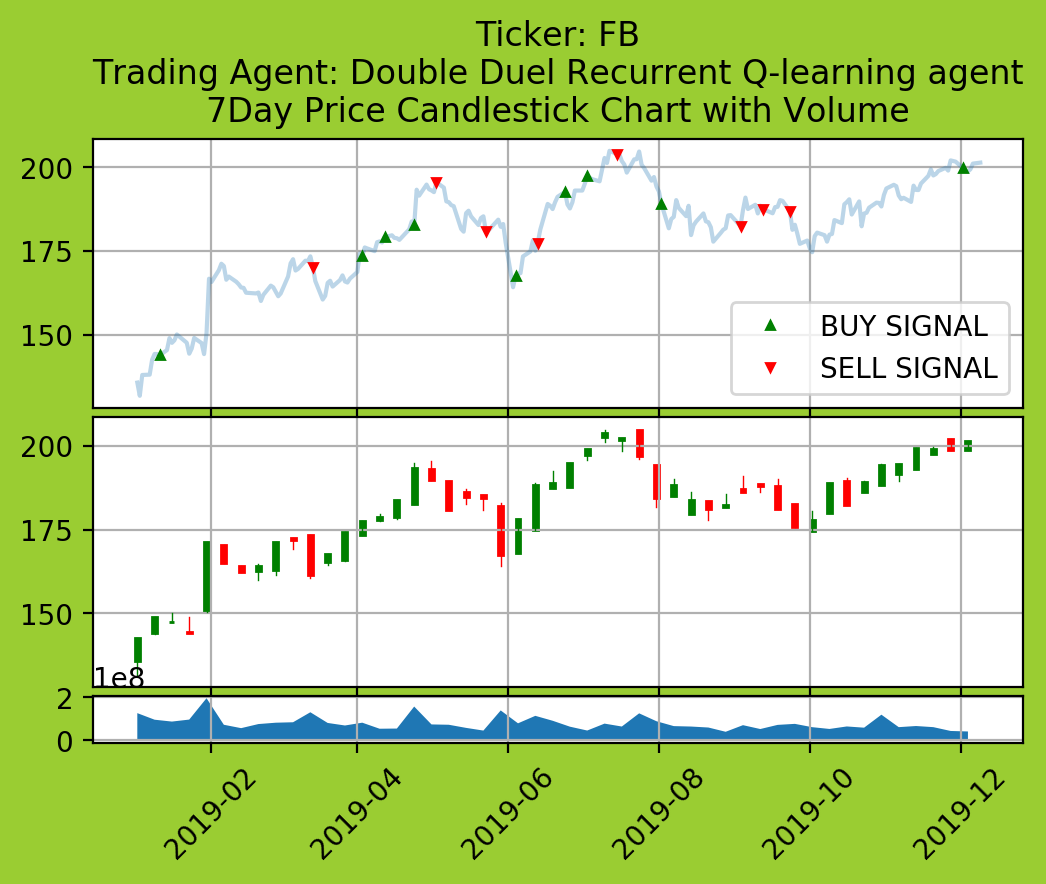 Ticker: FB
Trading Agent: Double Duel Recurrent Q-learning agent
7Day Price Candlestick Chart with Volume
200
175
150
BUY SIGNAL
SELL SIGNAL
200
175
150
1e8
2
0
2019-02
2019-04
2019-06
2019-08
2019-10
2019-12